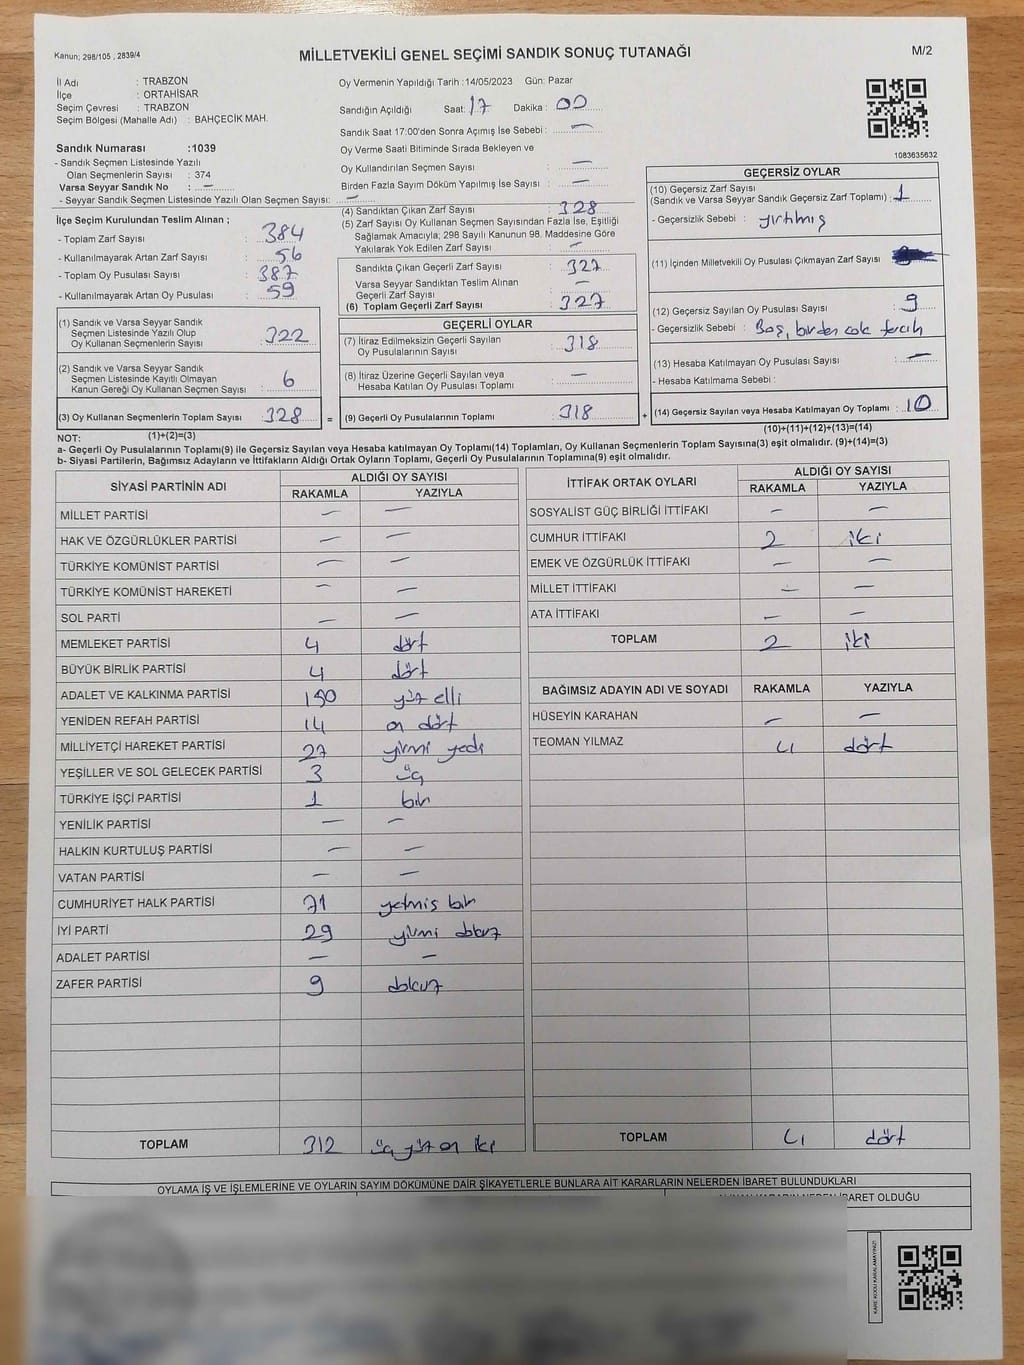 Kanun; 298/105 , 2839/4
MİLLETVEKİLİ GENEL SEÇİMİ SANDIK SONUÇ TUTANAĞI
M/2
İl Adı : TRABZON
İlçe : ORTAHİSAR
Seçim Çevresi : TRABZON
Seçim Bölgesi (Mahalle Adı) : BAHÇECİK MAH.
Sandık Numarası :1039
- Sandık Seçmen Listesinde Yazılı
Olan Seçmenlerin Sayısı : 374
Varsa Seyyar Sandık No : —
- Seyyar Sandık Seçmen Listesinde Yazılı Olan Seçmen Sayısı: —
Oy Vermenin Yapıldığı Tarih :14/05/2023 Gün: Pazar
Sandığın Açıldığı Saat: 17 Dakika : 00
Sandık Saat 17:00'den Sonra Açımış İse Sebebi : —
Oy Verme Saati Bitiminde Sırada Bekleyen ve
Oy Kullandırılan Seçmen Sayısı : —
Birden Fazla Sayım Döküm Yapılmış İse Sayısı : —
1083635632
İlçe Seçim Kurulundan Teslim Alınan ;
- Toplam Zarf Sayısı : 384
- Kullanılmayarak Artan Zarf Sayısı : 56
- Toplam Oy Pusulası Sayısı : 387
- Kullanılmayarak Artan Oy Pusulası : 59
(1) Sandık ve Varsa Seyyar Sandık
Seçmen Listesinde Yazılı Olup
Oy Kullanan Seçmenlerin Sayısı : 322
(2) Sandık ve Varsa Seyyar Sandık
Seçmen Listesinde Kayıtlı Olmayan
Kanun Gereği Oy Kullanan Seçmen Sayısı : 6
(3) Oy Kullanan Seçmenlerin Toplam Sayısı : 328 =
(4) Sandıktan Çıkan Zarf Sayısı : 328
(5) Zarf Sayısı Oy Kullanan Seçmen Sayısından Fazla İse, Eşitliği
Sağlamak Amacıyla; 298 Sayılı Kanunun 98. Maddesine Göre
Yakılarak Yok Edilen Zarf Sayısı : —
Sandıkta Çıkan Geçerli Zarf Sayısı : 327
Varsa Seyyar Sandıktan Teslim Alınan
Geçerli Zarf Sayısı : —
(6) Toplam Geçerli Zarf Sayısı : 327
GEÇERLİ OYLAR
(7) İtiraz Edilmeksizin Geçerli Sayılan
Oy Pusulalarının Sayısı : 318
(8) İtiraz Üzerine Geçerli Sayılan veya
Hesaba Katılan Oy Pusulası Toplamı : —
(9) Geçerli Oy Pusulalarının Toplamı : 318 +
GEÇERSİZ OYLAR
(10) Geçersiz Zarf Sayısı
(Sandık ve Varsa Seyyar Sandık Geçersiz Zarf Toplamı) : 1
- Geçersizlik Sebebi : yırtılmış
(11) İçinden Milletvekili Oy Pusulası Çıkmayan Zarf Sayısı
(12) Geçersiz Sayılan Oy Pusulası Sayısı : 9
- Geçersizlik Sebebi : Boş, birden çok tercih
(13) Hesaba Katılmayan Oy Pusulası Sayısı : —
- Hesaba Katılmama Sebebi :
(14) Geçersiz Sayılan veya Hesaba Katılmayan Oy Toplamı : 10
NOT: (1)+(2)=(3)
(10)+(11)+(12)+(13)=(14)
a- Geçerli Oy Pusulalarının Toplamı(9) ile Geçersiz Sayılan veya Hesaba katılmayan Oy Toplamı(14) Toplamları, Oy Kullanan Seçmenlerin Toplam Sayısına(3) eşit olmalıdır. (9)+(14)=(3)
b- Siyasi Partilerin, Bağımsız Adayların ve İttifakların Aldığı Ortak Oyların Toplamı, Geçerli Oy Pusulalarının Toplamına(9) eşit olmalıdır.
SİYASİ PARTİNİN ADI ALDIĞI OY SAYISI
RAKAMLA YAZIYLA
MİLLET PARTİSİ — —
HAK VE ÖZGÜRLÜKLER PARTİSİ — —
TÜRKİYE KOMÜNİST PARTİSİ — —
TÜRKİYE KOMÜNİST HAREKETİ — —
SOL PARTİ — —
MEMLEKET PARTİSİ 4 dört
BÜYÜK BİRLİK PARTİSİ 4 dört
ADALET VE KALKINMA PARTİSİ 150 yüz elli
YENİDEN REFAH PARTİSİ 14 on dört
MİLLİYETÇİ HAREKET PARTİSİ 27 yirmi yedi
YEŞİLLER VE SOL GELECEK PARTİSİ 3 üç
TÜRKİYE İŞÇİ PARTİSİ 1 bir
YENİLİK PARTİSİ — —
HALKIN KURTULUŞ PARTİSİ — —
VATAN PARTİSİ — —
CUMHURİYET HALK PARTİSİ 71 yetmiş bir
İYİ PARTİ 29 yirmi dokuz
ADALET PARTİSİ — —
ZAFER PARTİSİ 9 dokuz
TOPLAM 312 üç yüz on iki
İTTİFAK ORTAK OYLARI ALDIĞI OY SAYISI
RAKAMLA YAZIYLA
SOSYALİST GÜÇ BİRLİĞİ İTTİFAKI — —
CUMHUR İTTİFAKI 2 iki
EMEK VE ÖZGÜRLÜK İTTİFAKI — —
MİLLET İTTİFAKI — —
ATA İTTİFAKI — —
TOPLAM 2 iki
BAĞIMSIZ ADAYIN ADI VE SOYADI RAKAMLA YAZIYLA
HÜSEYİN KARAHAN — —
TEOMAN YILMAZ 4 dört
TOPLAM 4 dört
OYLAMA İŞ VE İŞLEMLERİNE VE OYLARIN SAYIM DÖKÜMÜNE DAİR ŞİKAYETLERLE BUNLARA AİT KARARLARIN NELERDEN İBARET BULUNDUKLARI
İBARET OLDUĞU
KARE KODU KARALAMAYINIZ!